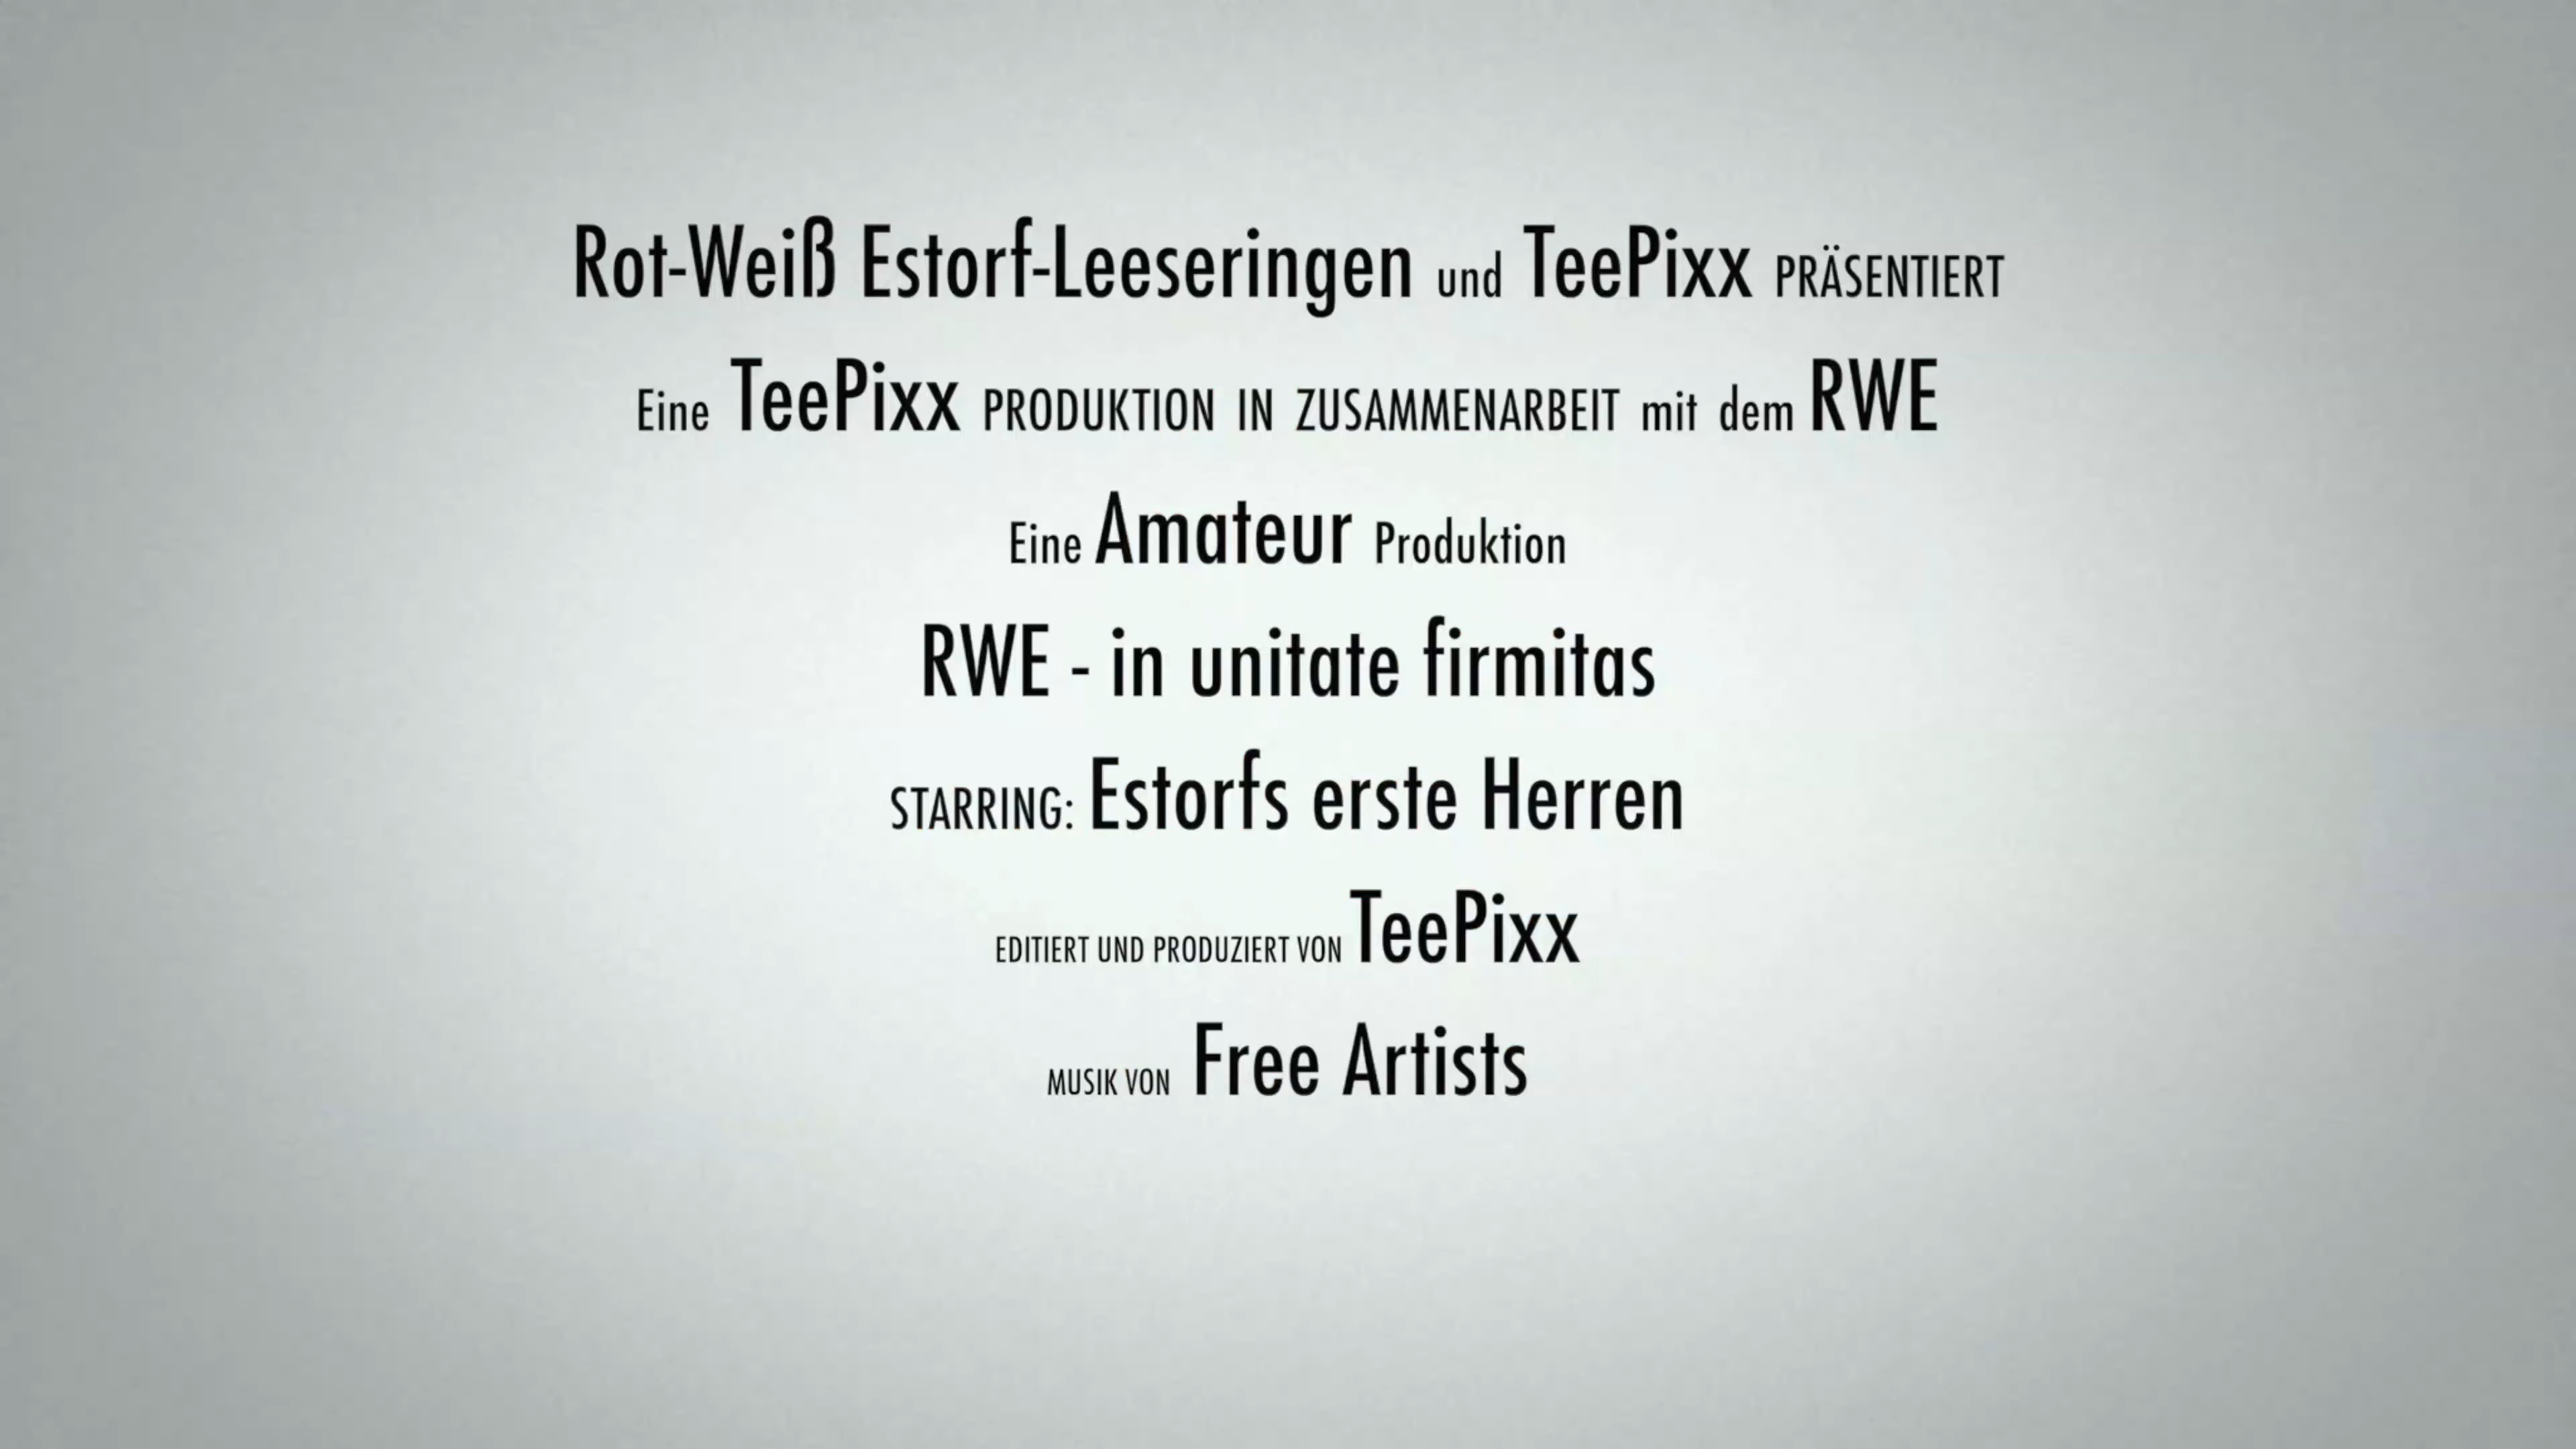 Rot-Weiß Estorf-Leeseringen und TeePixx PRÄSENTIERT
Eine TeePixx PRODUKTION IN ZUSAMMENARBEIT mit dem RWE
Eine Amateur Produktion
RWE - in unitate firmitas
STARRING: Estorfs erste Herren
EDITIERT UND PRODUZIERT VON TeePixx
MUSIK VON Free Artists